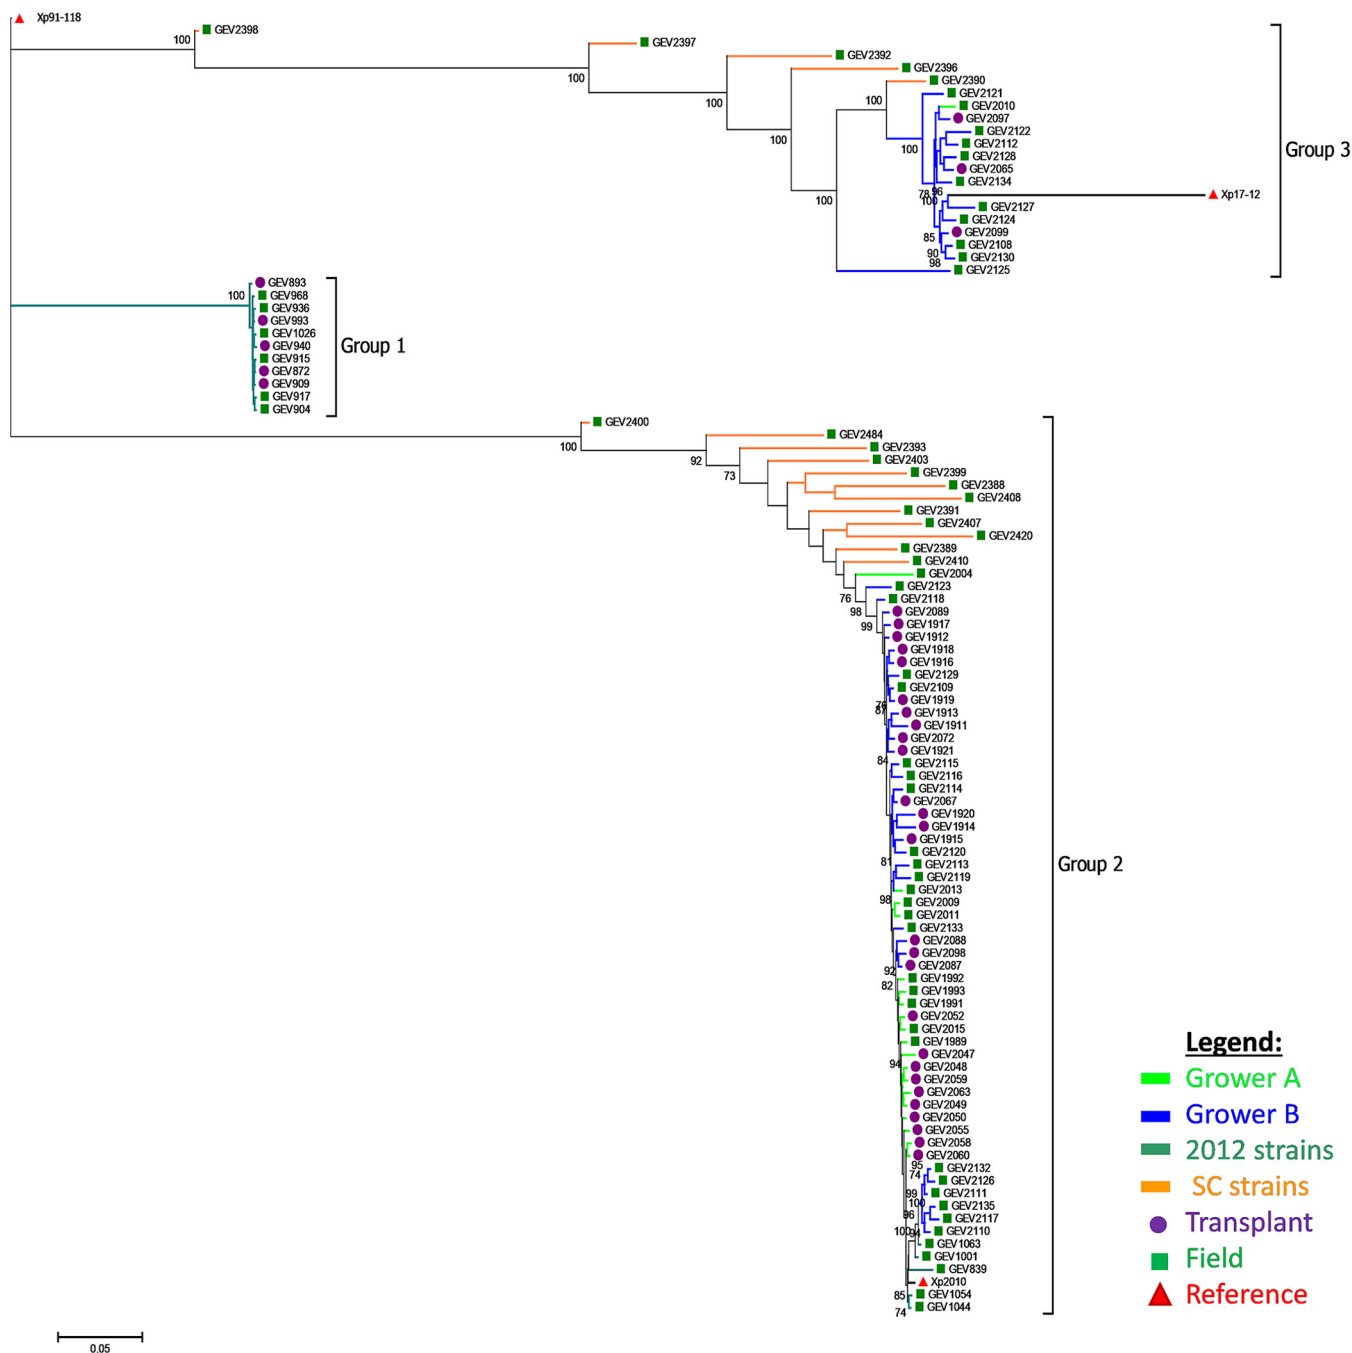 Xp91-118
GEV2398
100
GEV2397
100
GEV2392
100
GEV2396
100
GEV2390
100
GEV2121
GEV2010
GEV2097
GEV2122
GEV2112
100
GEV2128
GEV2065
GEV2134
78
96
100
Xp17-12
100
GEV2127
GEV2124
GEV2099
85
GEV2108
90
GEV2130
98
GEV2125
Group 3
GEV893
100
GEV968
GEV936
GEV993
GEV1026
GEV940
GEV915
GEV872
GEV909
GEV917
GEV904
Group 1
GEV2400
100
GEV2484
92
GEV2393
73
GEV2403
GEV2399
GEV2388
GEV2408
GEV2391
GEV2407
GEV2420
GEV2389
GEV2410
GEV2004
GEV2123
76
GEV2118
98
GEV2089
99
GEV1917
GEV1912
GEV1918
GEV1916
GEV2129
GEV2109
GEV1919
76
87
GEV1913
GEV1911
GEV2072
GEV1921
84
GEV2115
GEV2116
GEV2114
GEV2067
GEV1920
GEV1914
GEV1915
GEV2120
81
GEV2113
GEV2119
GEV2013
98
GEV2009
GEV2011
GEV2133
GEV2088
GEV2098
GEV2087
92
GEV1992
82
GEV1993
GEV1991
GEV2052
GEV2015
GEV1989
GEV2047
94
GEV2048
GEV2059
GEV2063
GEV2049
GEV2050
GEV2055
GEV2058
GEV2060
95
GEV2132
74
GEV2126
99
GEV2111
100
GEV2135
96
GEV2117
100
94
GEV2110
GEV1063
GEV1001
GEV839
Xp2010
85
GEV1054
74
GEV1044
Group 2
Legend:
Grower A
Grower B
2012 strains
SC strains
Transplant
Field
Reference
0.05